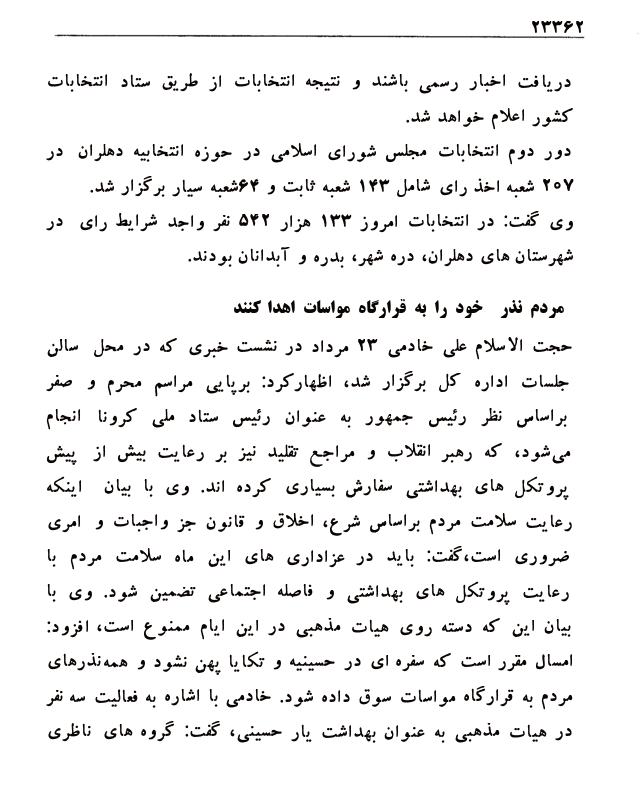 ۲۳۳۶۲
دریافت اخبار رسمی باشند و نتیجه انتخابات از طریق ستاد انتخابات
کشور اعلام خواهد شد.
دور دوم انتخابات مجلس شورای اسلامی در حوزه انتخابیه دهلران در
۲۰۷ شعبه اخذ رای شامل ۱۴۳ شعبه ثابت و ۶۴شعبه سیار برگزار شد.
وی گفت: در انتخابات امروز ۱۳۳ هزار ۵۴۲ نفر واجد شرایط رای در
شهرستان های دهلران، دره شهر، بدره و آبدانان بودند.
مردم نذر خود را به قرارگاه مواسات اهدا کنند
حجت الاسلام علی خادمی ۲۳ مرداد در نشست خبری که در محل سالن
جلسات اداره کل برگزار شد، اظهارکرد: برپایی مراسم محرم و صفر
براساس نظر رئیس جمهور به عنوان رئیس ستاد ملی کرونا انجام
می‌شود، که رهبر انقلاب و مراجع تقلید نیز بر رعایت بیش از پیش
پروتکل های بهداشتی سفارش بسیاری کرده اند. وی با بیان اینکه
رعایت سلامت مردم براساس شرع، اخلاق و قانون جز واجبات و امری
ضروری است،گفت: باید در عزاداری های این ماه سلامت مردم با
رعایت پروتکل های بهداشتی و فاصله اجتماعی تضمین شود. وی با
بیان این که دسته روی هیات مذهبی در این ایام ممنوع است، افزود:
امسال مقرر است که سفره ای در حسینیه و تکایا پهن نشود و همه‌نذرهای
مردم به قرارگاه مواسات سوق داده شود. خادمی با اشاره به فعالیت سه نفر
در هیات مذهبی به عنوان بهداشت یار حسینی، گفت: گروه های ناظری